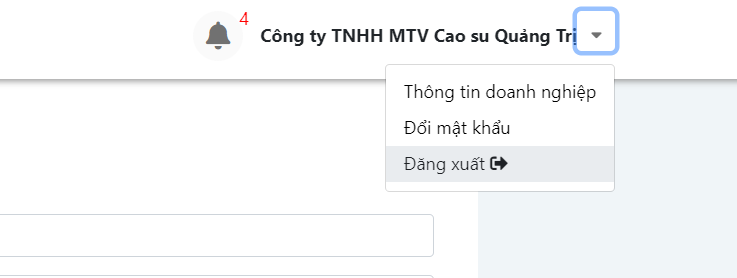 4
Công ty TNHH MTV Cao su Quảng Trị
Thông tin doanh nghiệp
Đổi mật khẩu
Đăng xuất